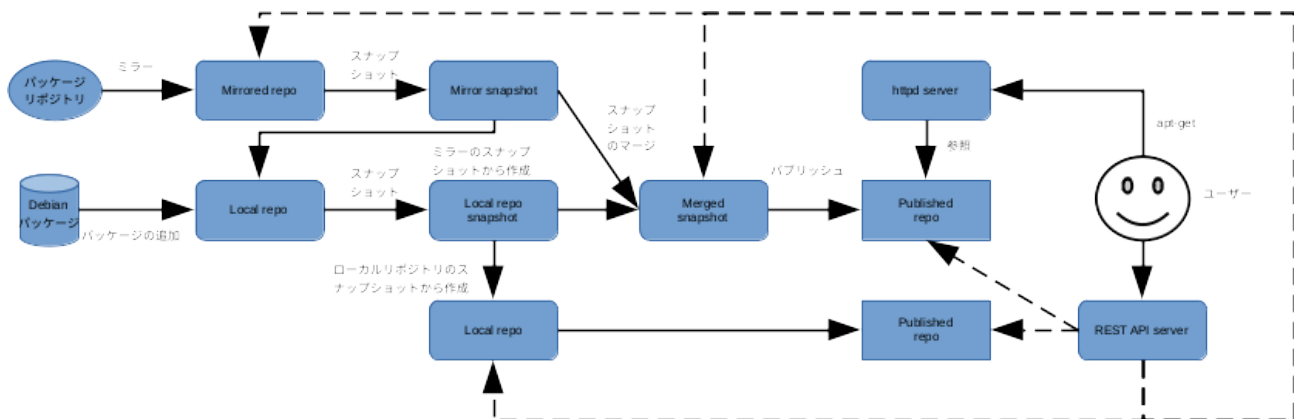 スナップ
ショット
ミラー
パッケージ
リポジトリ
Mirrored repo
Mirror snapshot
httpd server
スナップ
ショット
のマージ
apt-get
参照
ミラーのスナップ
ショットから作成
スナップ
ショット
パブリッシュ
ユーザー
Debian
パッケージ
Local repo
Local repo
snapshot
Merged
snapshot
Published
repo
パッケージの追加
ローカルリポジトリのス
ナップショットから作成
Local repo
Published
repo
REST API server